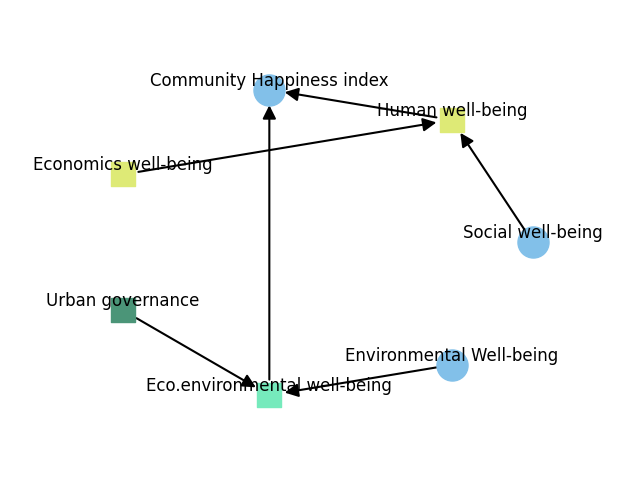 Community Happiness index
Human well-being
Economics well-being
Social well-being
Urban governance
Environmental Well-being
Eco.environmental well-being